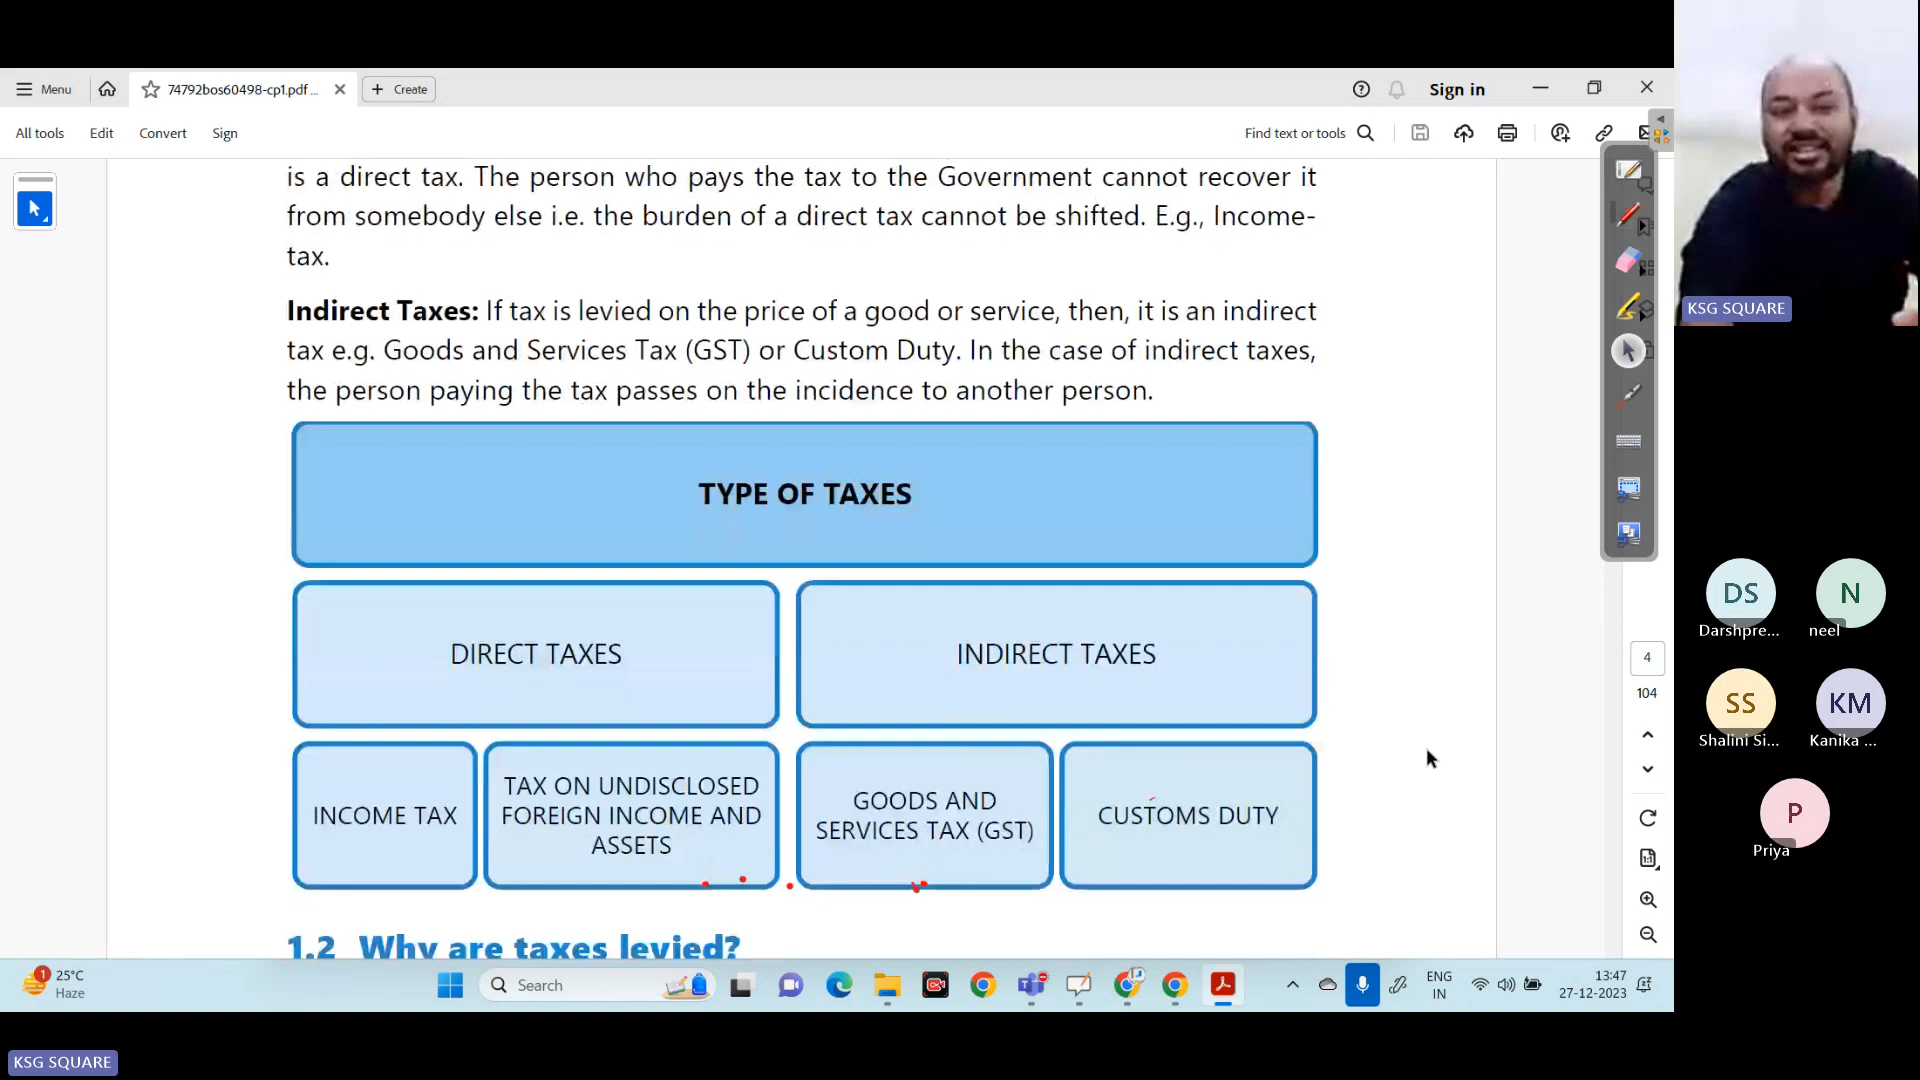 Menu
74792bos60498-cp1.pdf ...
Create
Sign in
All tools
Edit
Convert
Sign
Find text or tools
is a direct tax. The person who pays the tax to the Government cannot recover it
from somebody else i.e. the burden of a direct tax cannot be shifted. E.g., Income-
tax.
Indirect Taxes: If tax is levied on the price of a good or service, then, it is an indirect
tax e.g. Goods and Services Tax (GST) or Custom Duty. In the case of indirect taxes,
the person paying the tax passes on the incidence to another person.
TYPE OF TAXES
DIRECT TAXES
INDIRECT TAXES
INCOME TAX
TAX ON UNDISCLOSED
FOREIGN INCOME AND
ASSETS
GOODS AND
SERVICES TAX (GST)
CUSTOMS DUTY
1.2 Why are taxes levied?
4
104
1:1
KSG SQUARE
DS
Darshpre...
N
neel
SS
Shalini Si...
KM
Kanika ...
P
Priya
1
25°C
Haze
Search
ENG
IN
13:47
27-12-2023
KSG SQUARE